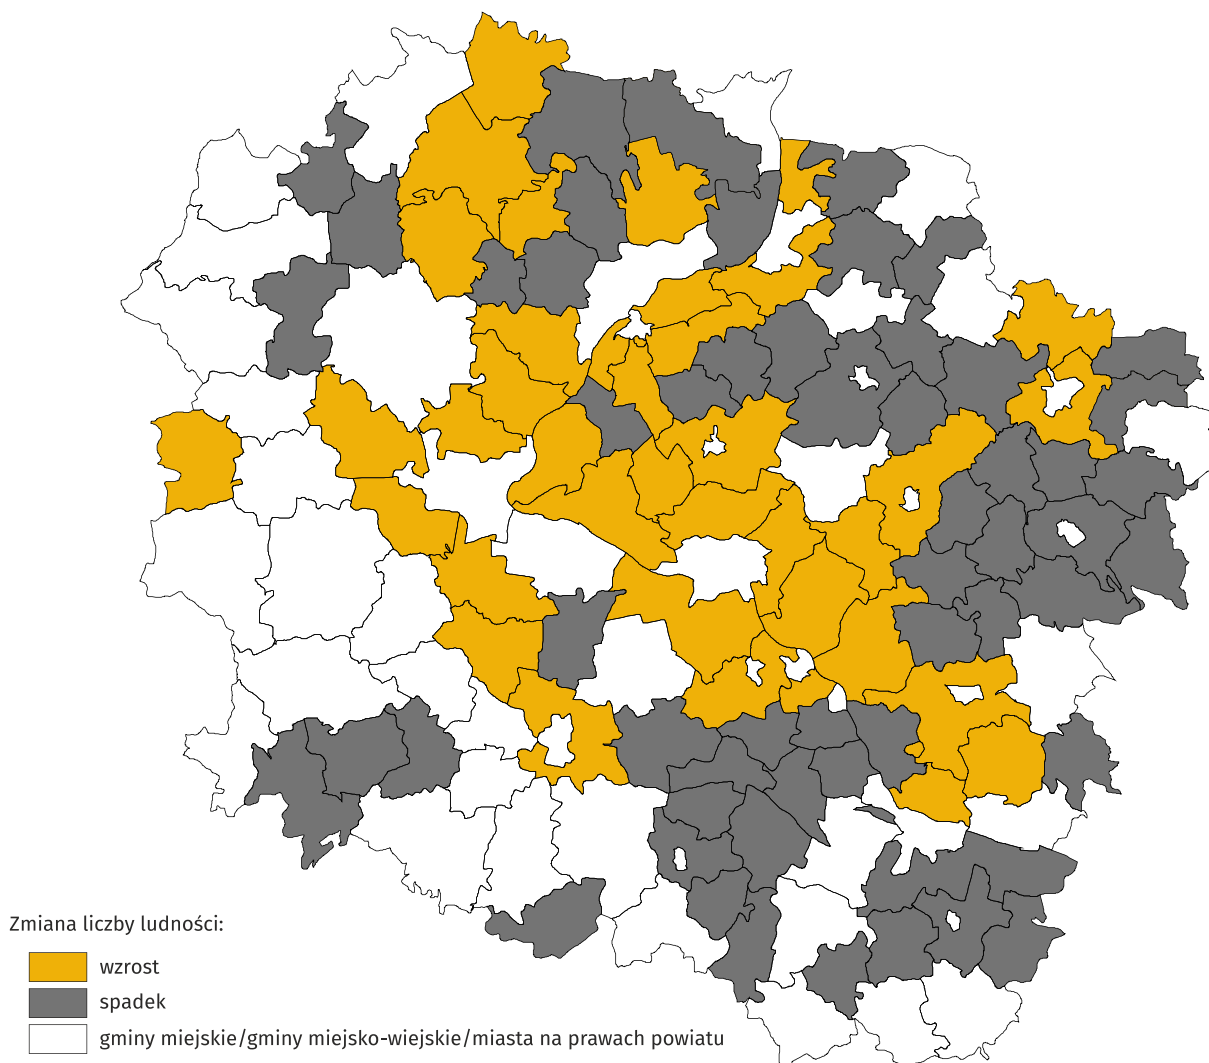 Zmiana liczby ludności:
wzrost
spadek
gminy miejskie/gminy miejsko-wiejskie/miasta na prawach powiatu